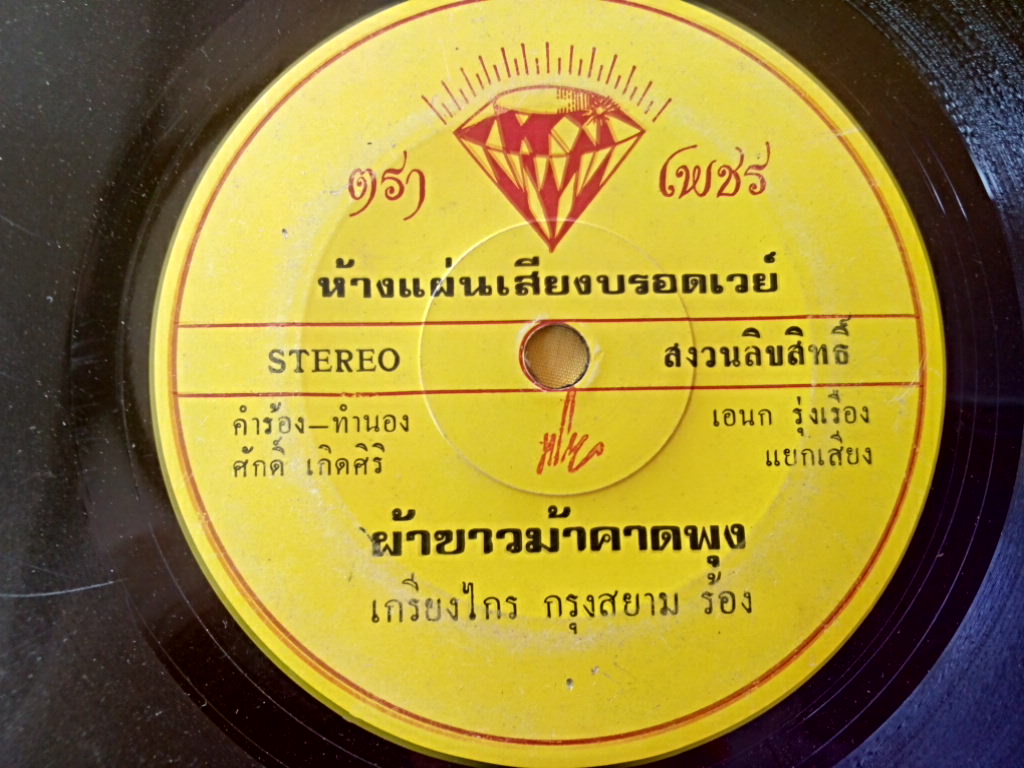 ตรา เพชร
ห้างแผ่นเสียงบรอดเวย์
STEREO สงวนลิขสิทธิ์
คำร้อง–ทำนอง เอนก รุ่งเรือง
ศักดิ์ เกิดศิริ แยกเสียง
ผ้าขาวม้าคาดพุง
เกรียงไกร กรุงสยาม ร้อง